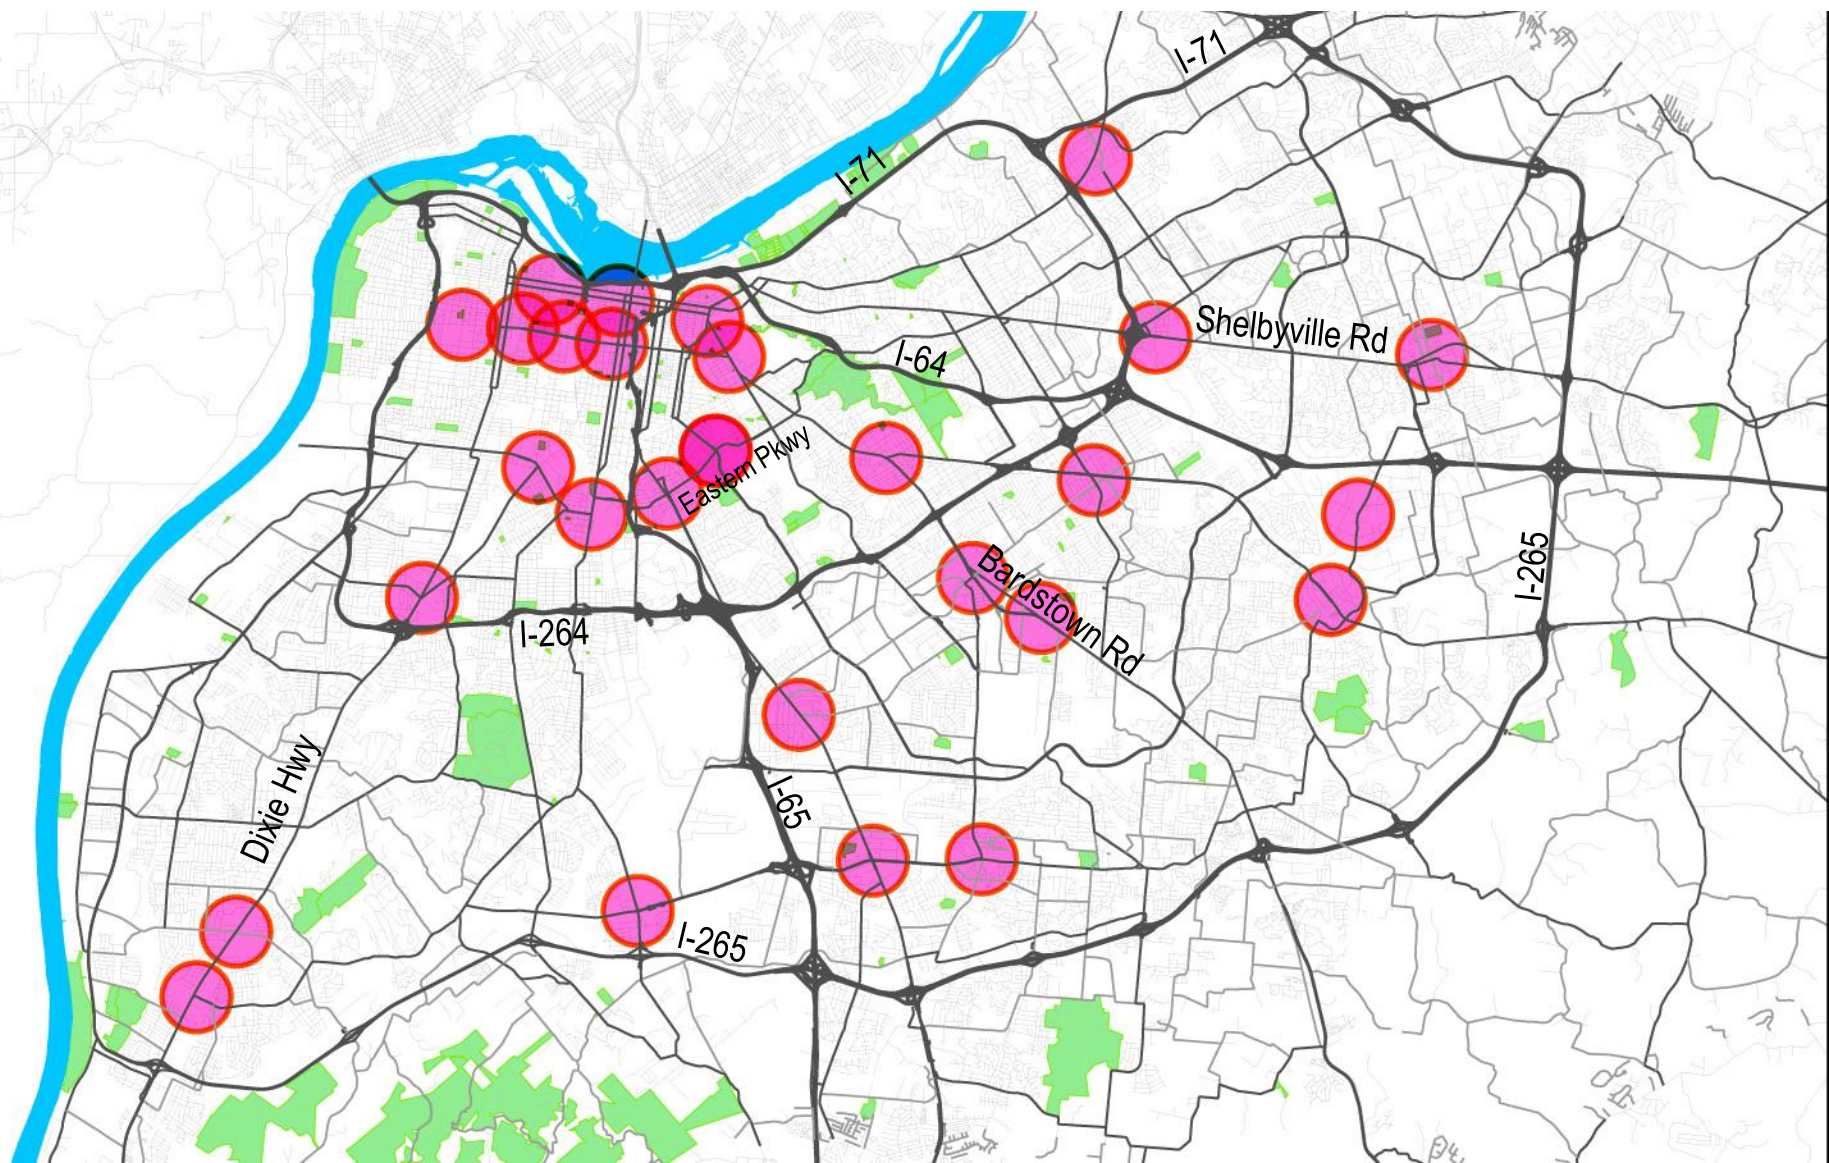 I-71
I-71
Shelbyville Rd
I-64
Eastern Pkwy
I-265
Bardstown Rd
I-264
Dixie Hwy
I-65
I-265